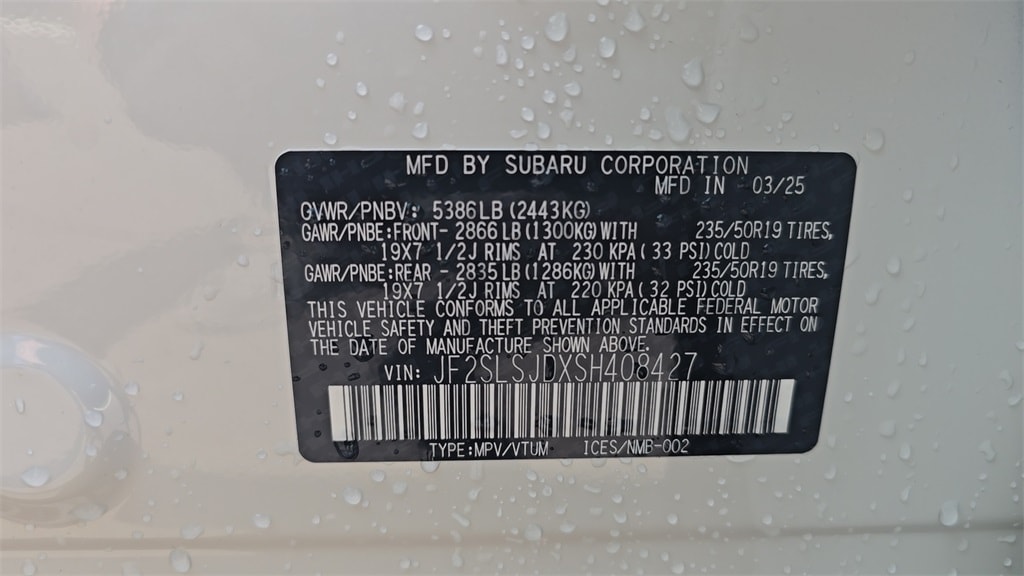 MFD BY SUBARU CORPORATION
MFD IN 03/25
GVWR/PNBV: 5386LB(2443KG)
GAWR/PNBE:FRONT- 2866LB(1300KG)WITH 235/50R19 TIRES,
19X7 1/2J RIMS AT 230 KPA( 33 PSI)COLD
GAWR/PNBE:REAR - 2835LB(1286KG)WITH 235/50R19 TIRES,
19X7 1/2J RIMS AT 220 KPA( 32 PSI)COLD
THIS VEHICLE CONFORMS TO ALL APPLICABLE FEDERAL MOTOR
VEHICLE SAFETY AND THEFT PREVENTION STANDARDS IN EFFECT ON
THE DATE OF MANUFACTURE SHOWN ABOVE.
VIN: JF2SLSJDXSH408427
TYPE:MPV/VTUM ICES/NMB-002